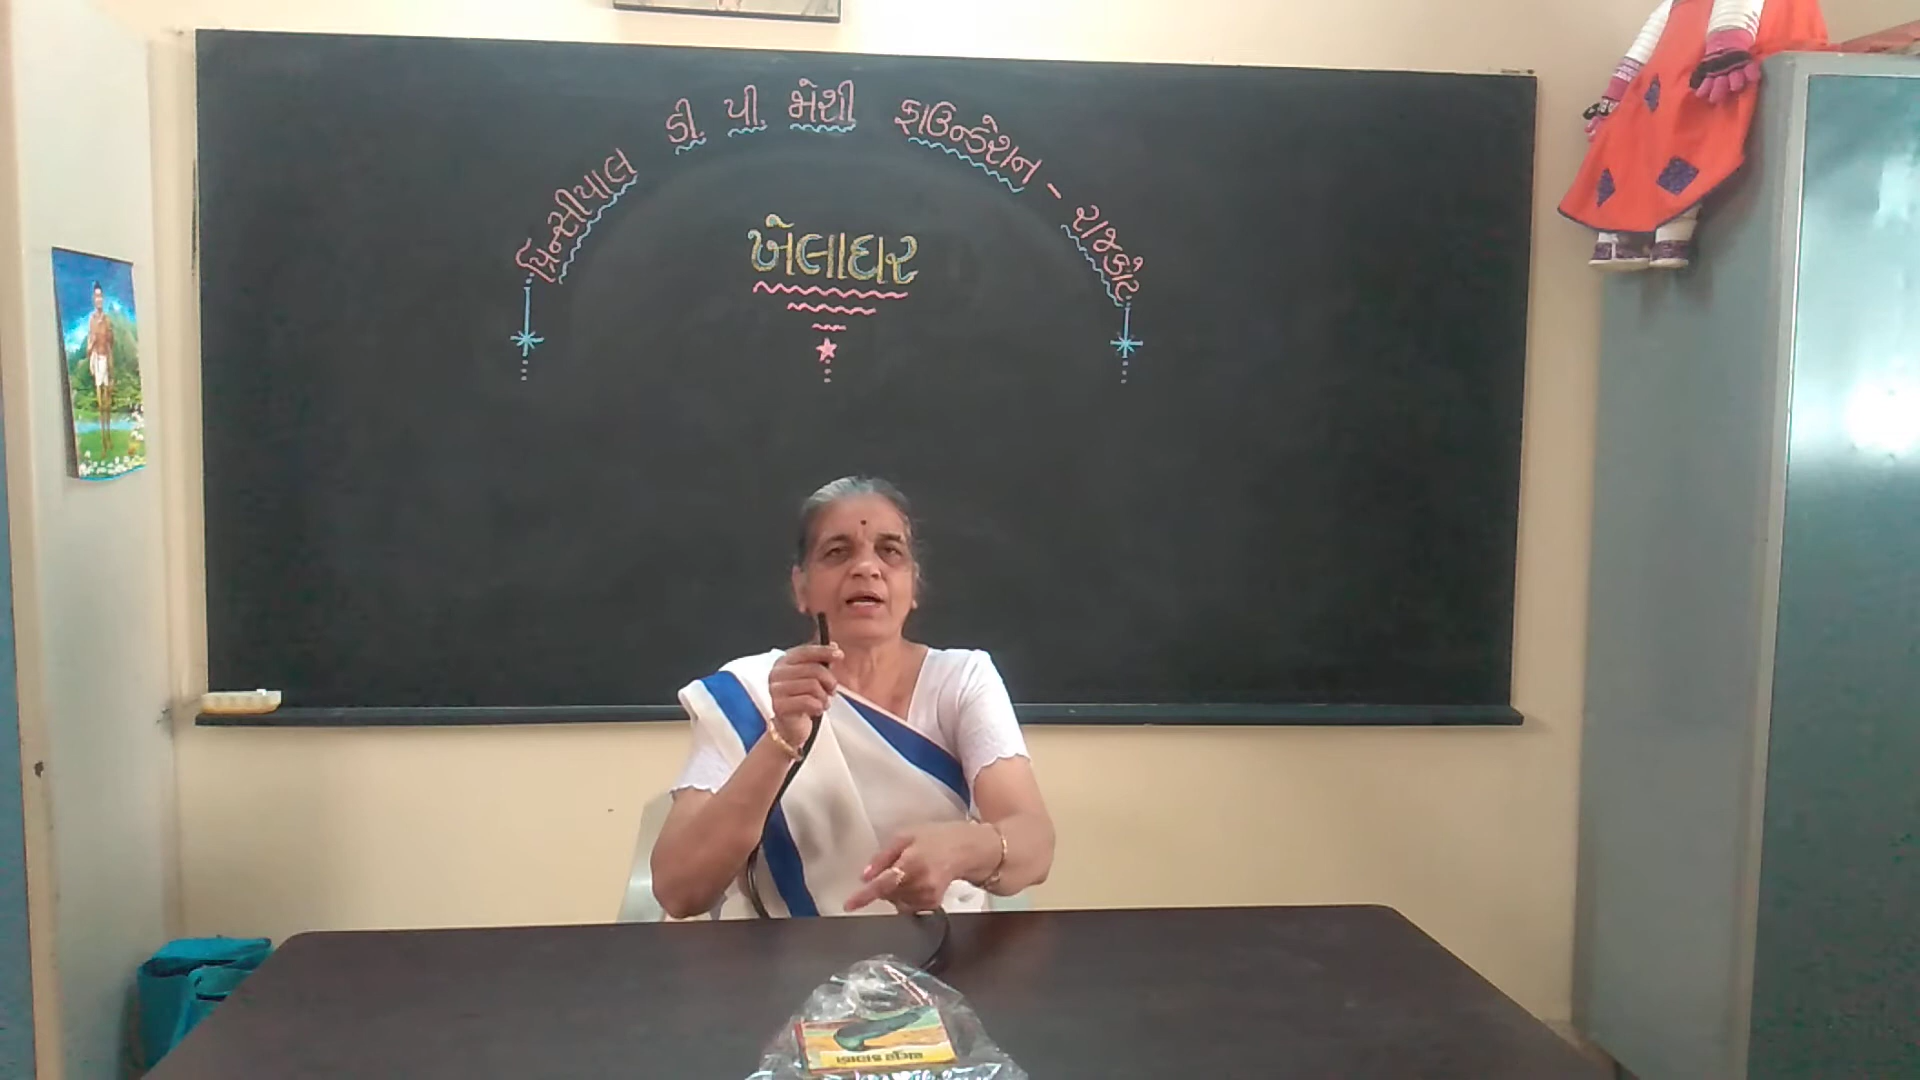 પ્રિન્સીપાલ ડી. પી. જોશી ફાઉન્ડેશન - રાજકોટ
ખેલાઘર